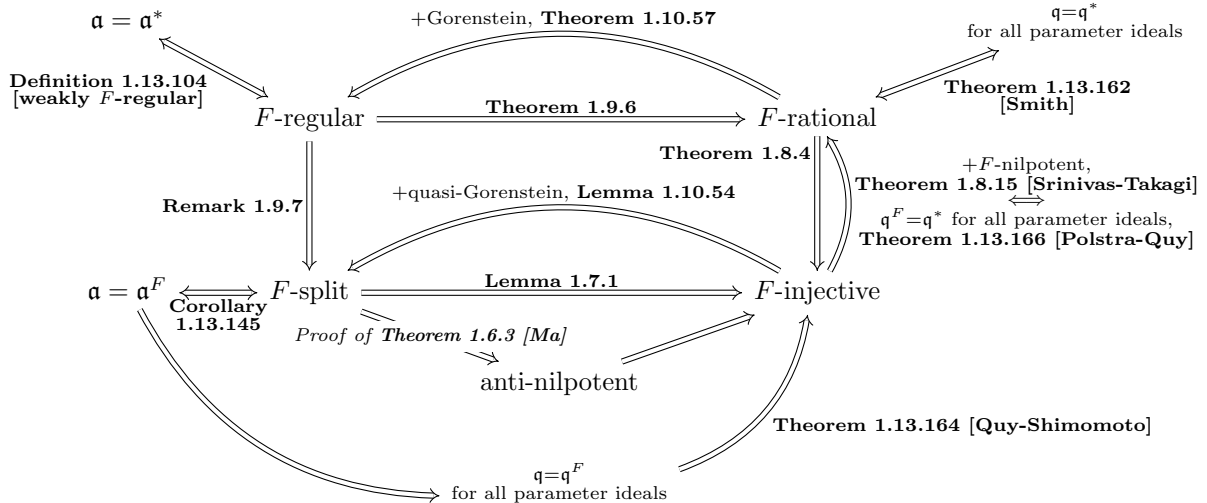 +Gorenstein, Theorem 1.10.57
𝔞 = 𝔞*
𝔮=𝔮*
for all parameter ideals
Definition 1.13.104
[weakly F-regular]
Theorem 1.13.162
[Smith]
F-regular
Theorem 1.9.6
F-rational
Theorem 1.8.4
+F-nilpotent,
Theorem 1.8.15 [Srinivas-Takagi]
⟺
𝔮^F=𝔮* for all parameter ideals,
Theorem 1.13.166 [Polstra-Quy]
Remark 1.9.7
+quasi-Gorenstein, Lemma 1.10.54
𝔞 = 𝔞^F
Corollary
1.13.145
F-split
Lemma 1.7.1
F-injective
Proof of Theorem 1.6.3 [Ma]
anti-nilpotent
Theorem 1.13.164 [Quy-Shimomoto]
𝔮=𝔮^F
for all parameter ideals